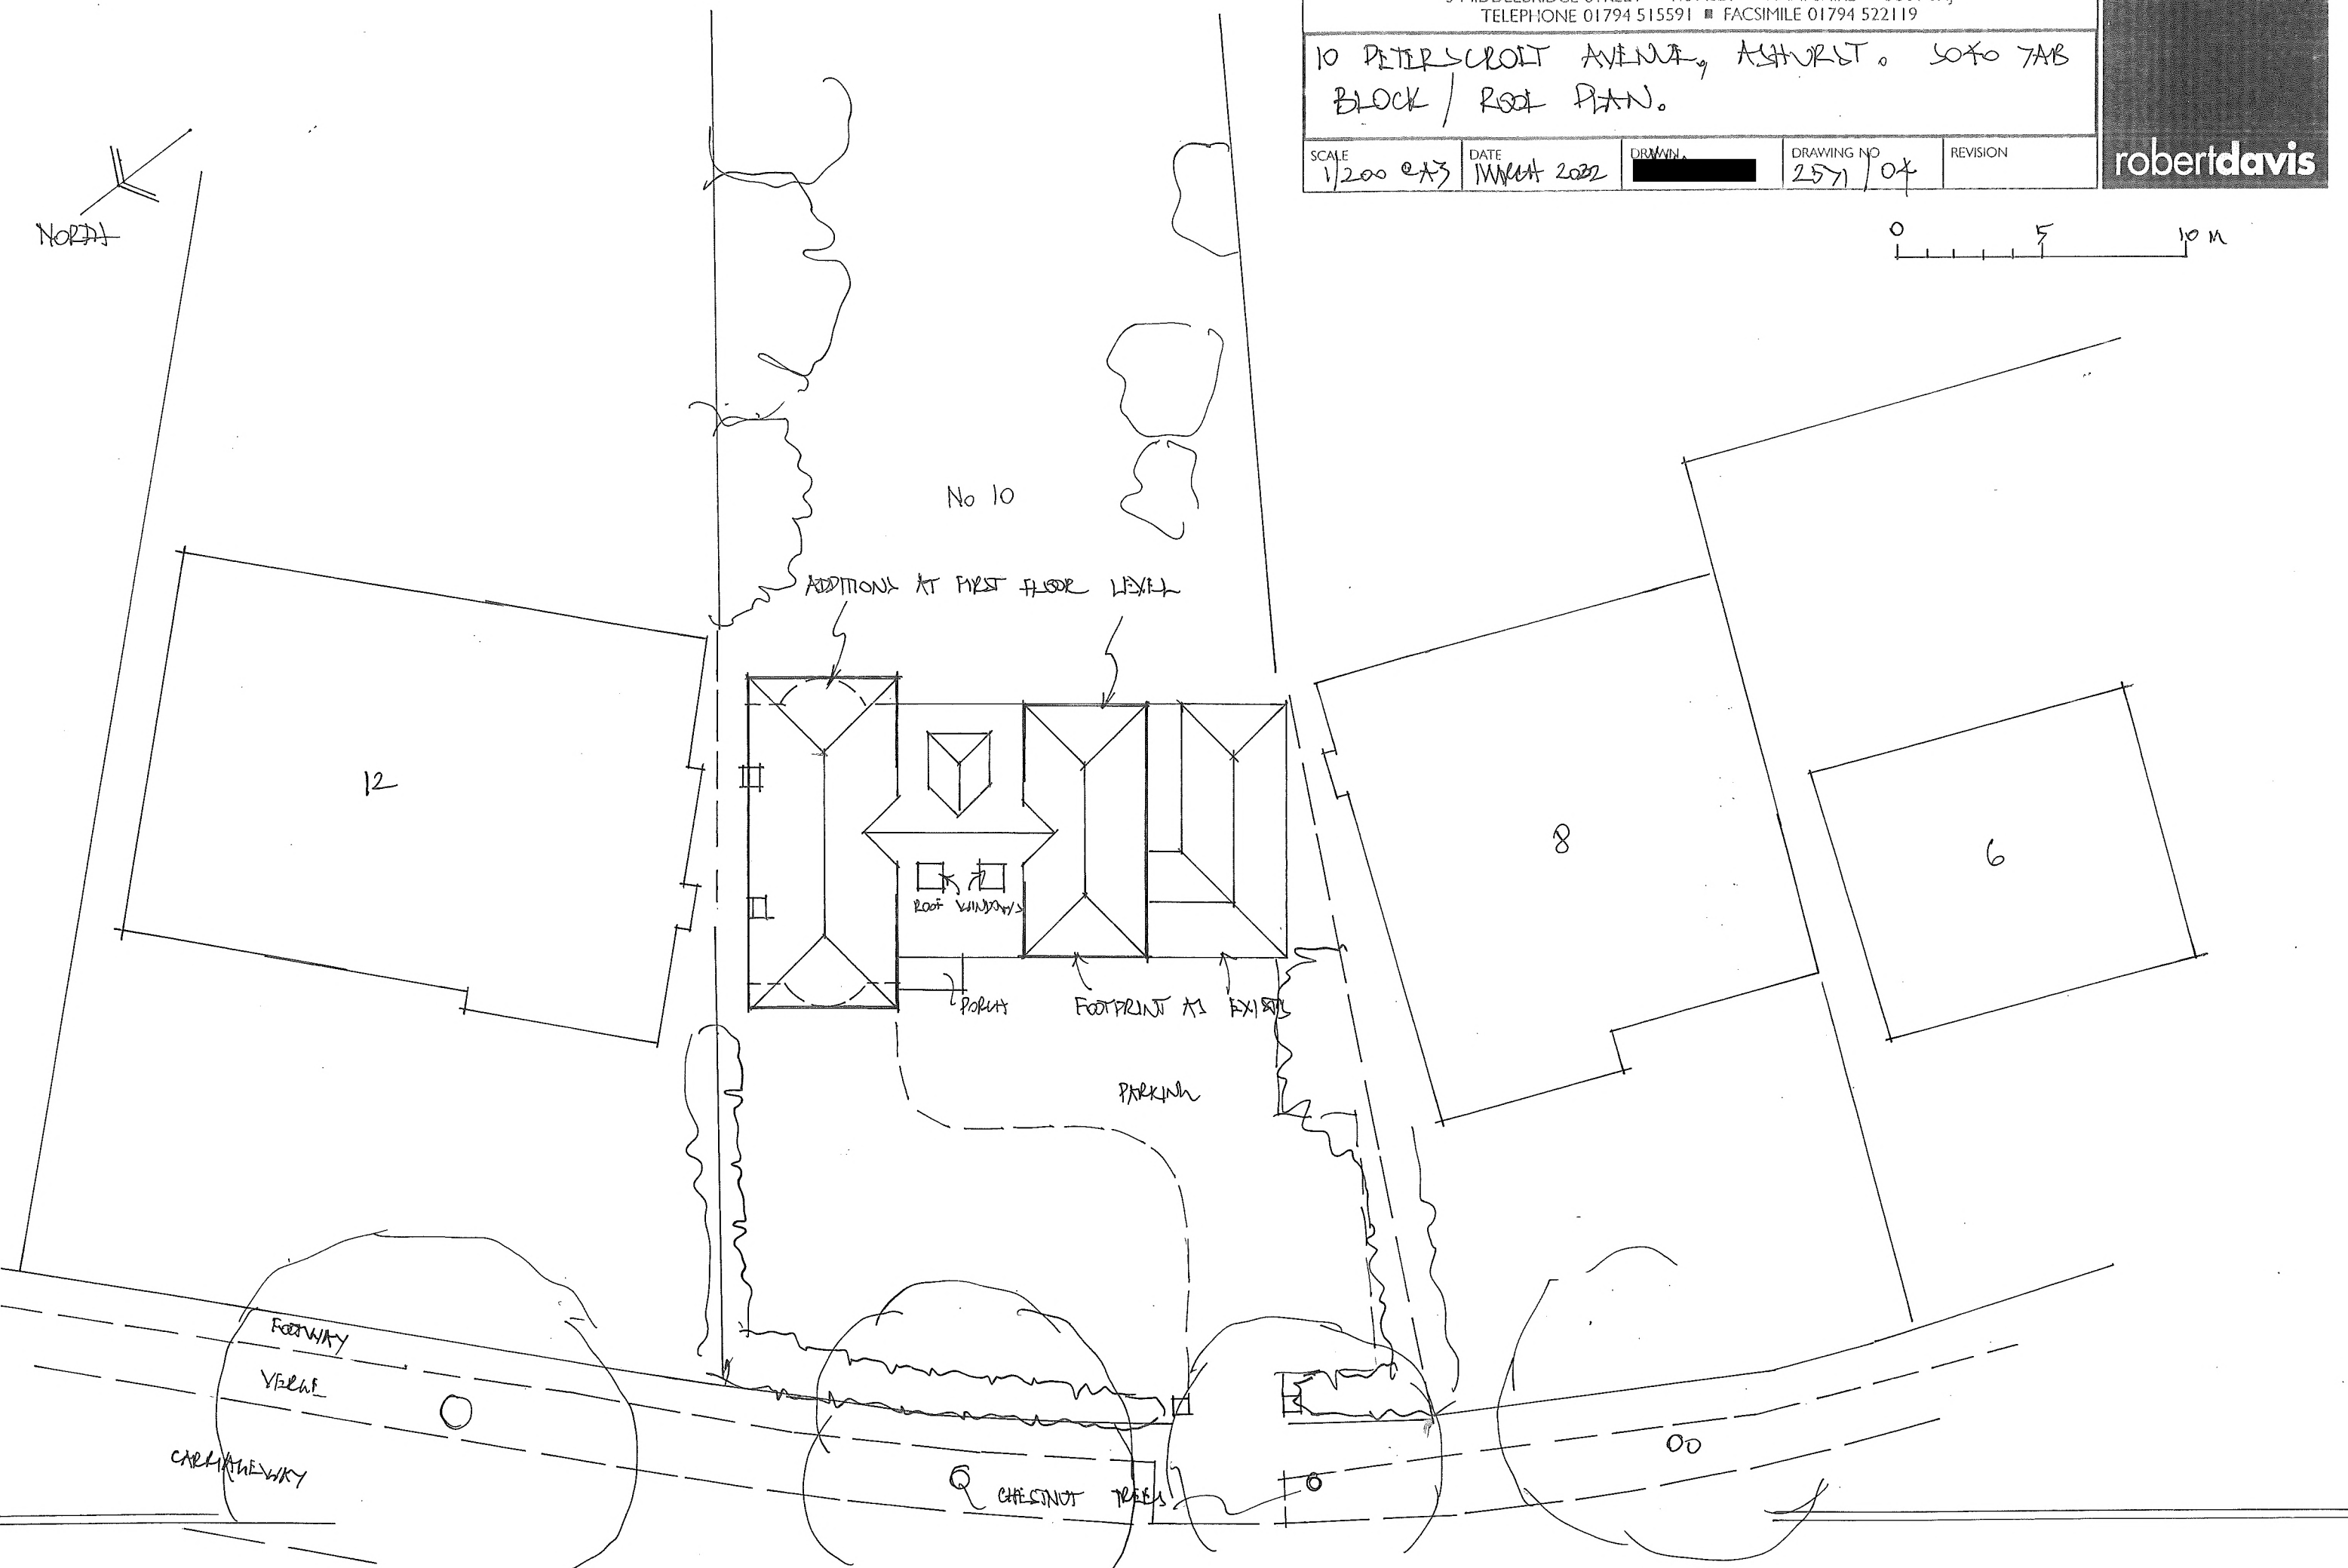 TELEPHONE 01794 515591 ■ FACSIMILE 01794 522119
10 PETERSCROFT AVENUE, ASHURST. SO40 7AB
BLOCK / ROOF PLAN.
SCALE
1/200 @A3
DATE
MARCH 2022
DRAWN.
DRAWING NO
2571/04
REVISION
robertdavis
NORTH
0 5 10 M
No 10
ADDITIONS AT FIRST FLOOR LEVEL
12
8
6
ROOF WINDOWS
PORCH
FOOTPRINT AS EXISTS
PARKING
FOOTWAY
VERGE
CARRIAGEWAY
CHESTNUT TREES